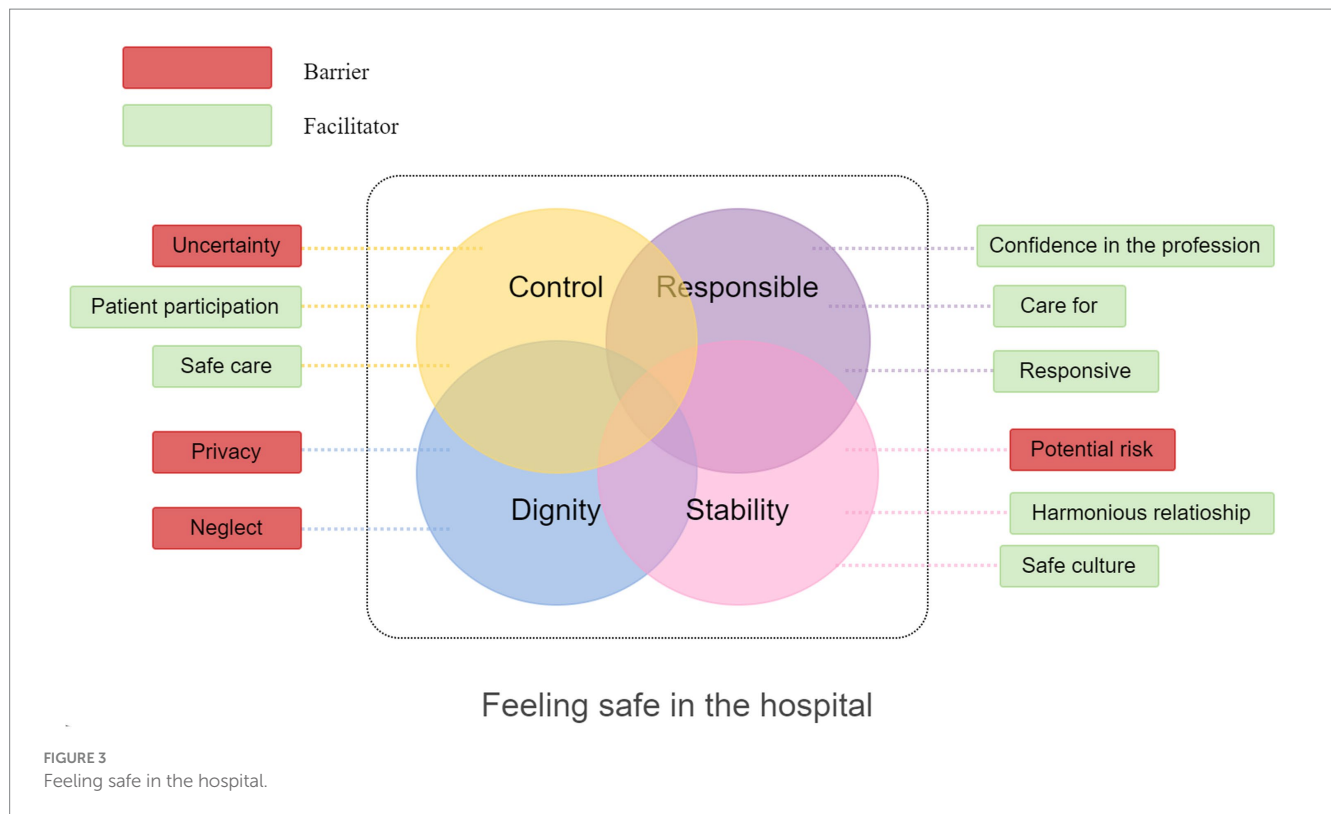 Barrier
Facilitator
Uncertainty
Patient participation
Safe care
Privacy
Neglect
Control
Responsible
Dignity
Stability
Confidence in the profession
Care for
Responsive
Potential risk
Harmonious relatioship
Safe culture
Feeling safe in the hospital
FIGURE 3
Feeling safe in the hospital.